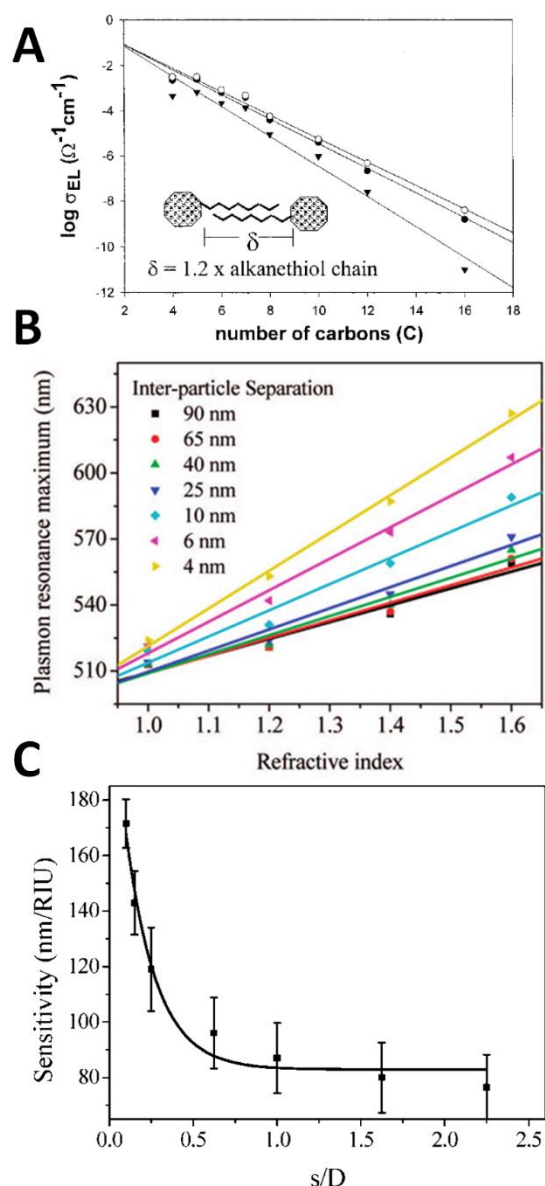 A
log σEL (Ω⁻¹cm⁻¹)
0
-2
-4
-6
-8
-10
-12
δ
δ = 1.2 x alkanethiol chain
2 4 6 8 10 12 14 16 18
number of carbons (C)
B
Plasmon resonance maximum (nm)
630
600
570
540
510
Inter-particle Separation
90 nm
65 nm
40 nm
25 nm
10 nm
6 nm
4 nm
1.0 1.1 1.2 1.3 1.4 1.5 1.6
Refractive index
C
Sensitivity (nm/RIU)
180
160
140
120
100
80
0.0 0.5 1.0 1.5 2.0 2.5
s/D